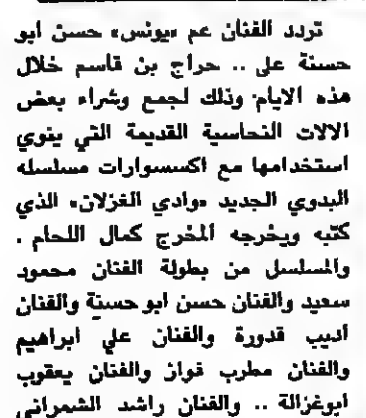 تردد الفنان عم «يونس» حسن ابو
حسنة على .. حراج بن قاسم خلال
هذه الايام وذلك لجمع وشراء بعض
الالات النحاسية القديمة التي ينوي
استخدامها مع اكسسوارات مسلسله
البدوي الجديد «وادي الغزلان» الذي
كتبه ويخرجه المخرج كمال اللحام .
والمسلسل من بطولة الفنان محمود
سعيد والفنان حسن ابو حسنة والفنان
أديب قدورة والفنان علي ابراهيم
والفنان مطرب فواز والفنان يعقوب
ابوغزالة .. والفنان راشد الشمراني